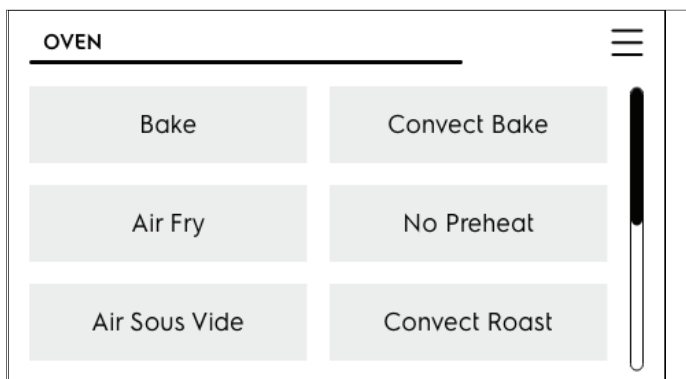 OVEN
Bake
Convect Bake
Air Fry
No Preheat
Air Sous Vide
Convect Roast